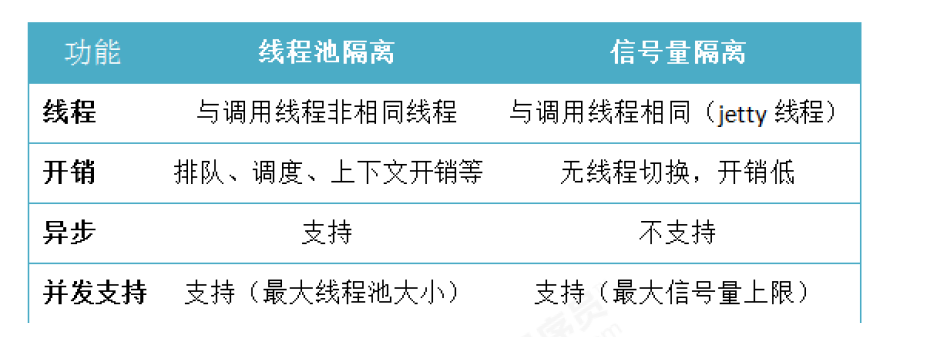 功能 线程池隔离 信号量隔离
线程 与调用线程非相同线程 与调用线程相同（jetty 线程）
开销 排队、调度、上下文开销等 无线程切换，开销低
异步 支持 不支持
并发支持 支持（最大线程池大小） 支持（最大信号量上限）